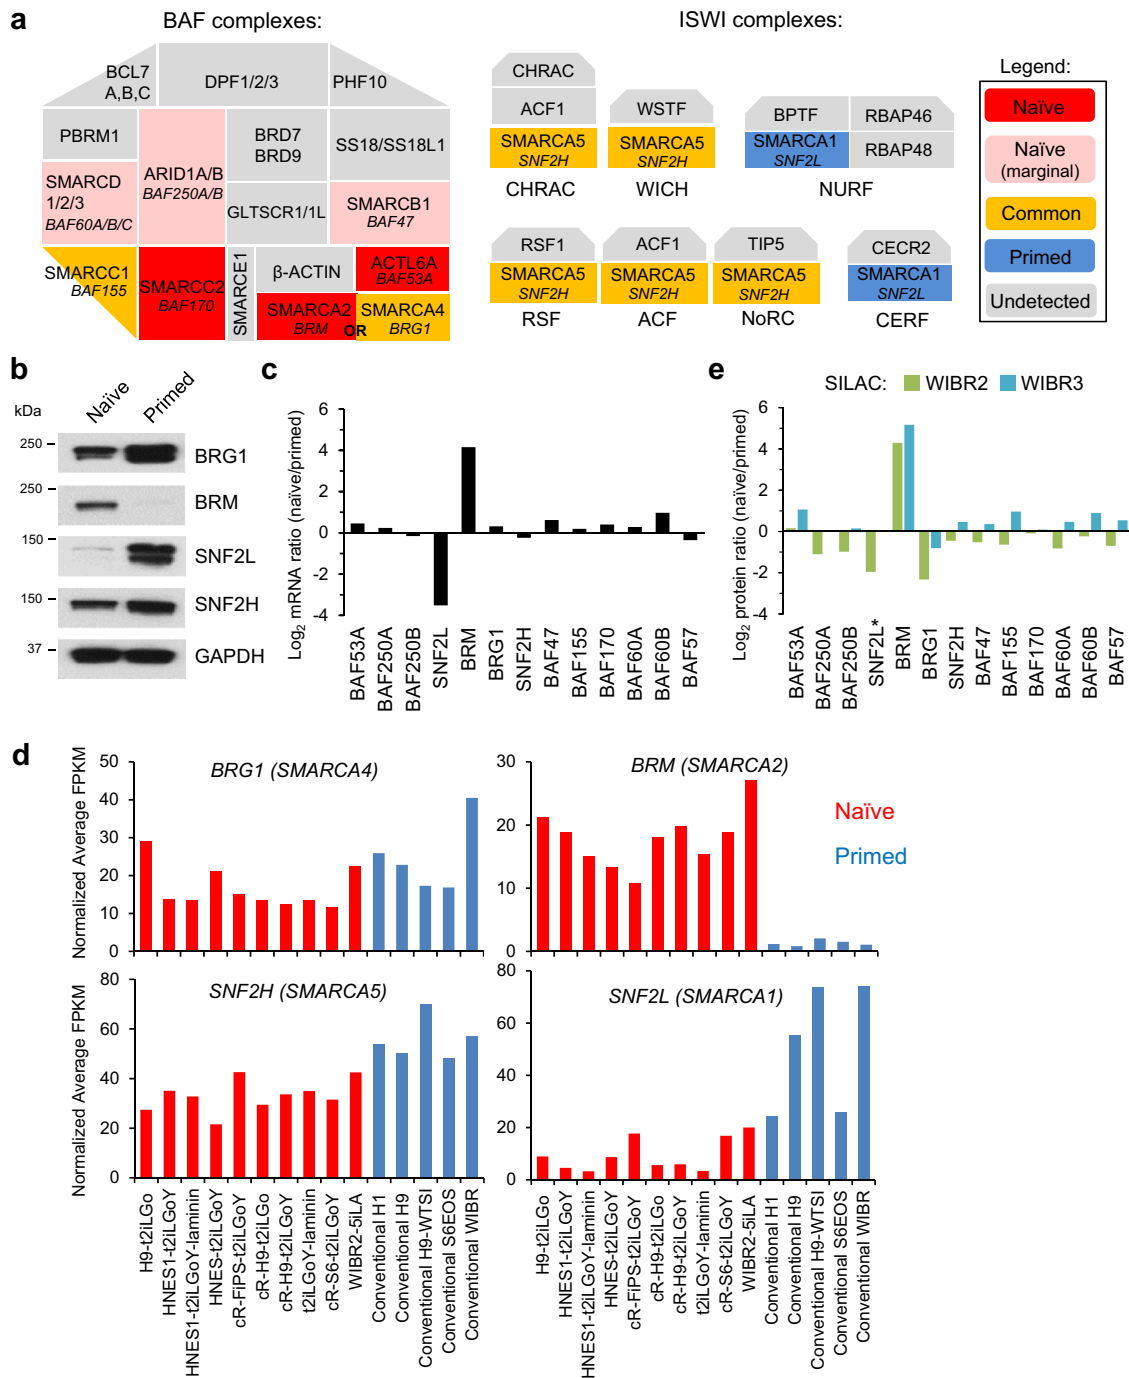 a
BAF complexes:
BCL7
A,B,C
DPF1/2/3
PHF10
PBRM1
ARID1A/B
BAF250A/B
BRD7
BRD9
SS18/SS18L1
SMARCD
1/2/3
BAF60A/B/C
GLTSCR1/1L
SMARCB1
BAF47
SMARCC1
BAF155
SMARCC2
BAF170
SMARCE1
β-ACTIN
ACTL6A
BAF53A
SMARCA2
BRM
OR
SMARCA4
BRG1
ISWI complexes:
CHRAC
ACF1
SMARCA5
SNF2H
CHRAC
WSTF
SMARCA5
SNF2H
WICH
BPTF
RBAP46
SMARCA1
SNF2L
RBAP48
NURF
RSF1
SMARCA5
SNF2H
RSF
ACF1
SMARCA5
SNF2H
ACF
TIP5
SMARCA5
SNF2H
NoRC
CECR2
SMARCA1
SNF2L
CERF
Legend:
Naïve
Naïve
(marginal)
Common
Primed
Undetected
b
Naïve
Primed
kDa
250
BRG1
250
BRM
150
SNF2L
150
SNF2H
37
GAPDH
c
Log2 mRNA ratio (naïve/primed)
6
4
2
0
-2
-4
BAF53A
BAF250A
BAF250B
SNF2L
BRM
BRG1
SNF2H
BAF47
BAF155
BAF170
BAF60A
BAF60B
BAF57
e
SILAC:
WIBR2
WIBR3
Log2 protein ratio (naïve/primed)
6
4
2
0
-2
-4
BAF53A
BAF250A
BAF250B
SNF2L*
BRM
BRG1
SNF2H
BAF47
BAF155
BAF170
BAF60A
BAF60B
BAF57
d
Normalized Average FPKM
50
40
30
20
10
0
BRG1 (SMARCA4)
30
20
10
0
BRM (SMARCA2)
Naïve
Primed
Normalized Average FPKM
80
60
40
20
0
SNF2H (SMARCA5)
80
60
40
20
0
SNF2L (SMARCA1)
H9-t2iLGo
HNES1-t2iLGoY
HNES1-t2iLGoY-laminin
HNES-t2iLGoY
cR-FiPS-t2iLGoY
cR-H9-t2iLGo
cR-H9-t2iLGoY
t2iLGoY-laminin
cR-S6-t2iLGoY
WIBR2-5iLA
Conventional H1
Conventional H9
Conventional H9-WTSI
Conventional S6EOS
Conventional WIBR
H9-t2iLGo
HNES1-t2iLGoY
HNES1-t2iLGoY-laminin
HNES-t2iLGoY
cR-FiPS-t2iLGoY
cR-H9-t2iLGo
cR-H9-t2iLGoY
t2iLGoY-laminin
cR-S6-t2iLGoY
WIBR2-5iLA
Conventional H1
Conventional H9
Conventional H9-WTSI
Conventional S6EOS
Conventional WIBR